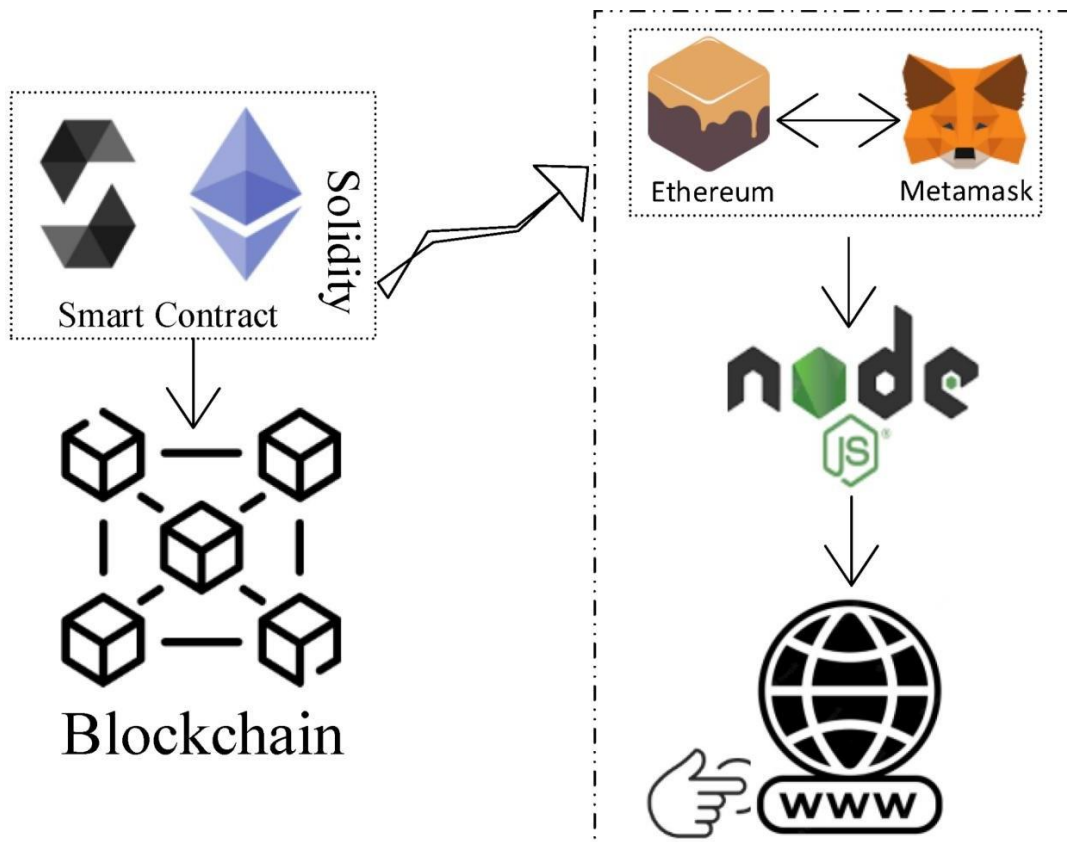 Smart Contract
Solidity
Blockchain
Ethereum
Metamask
node
JS
®
www